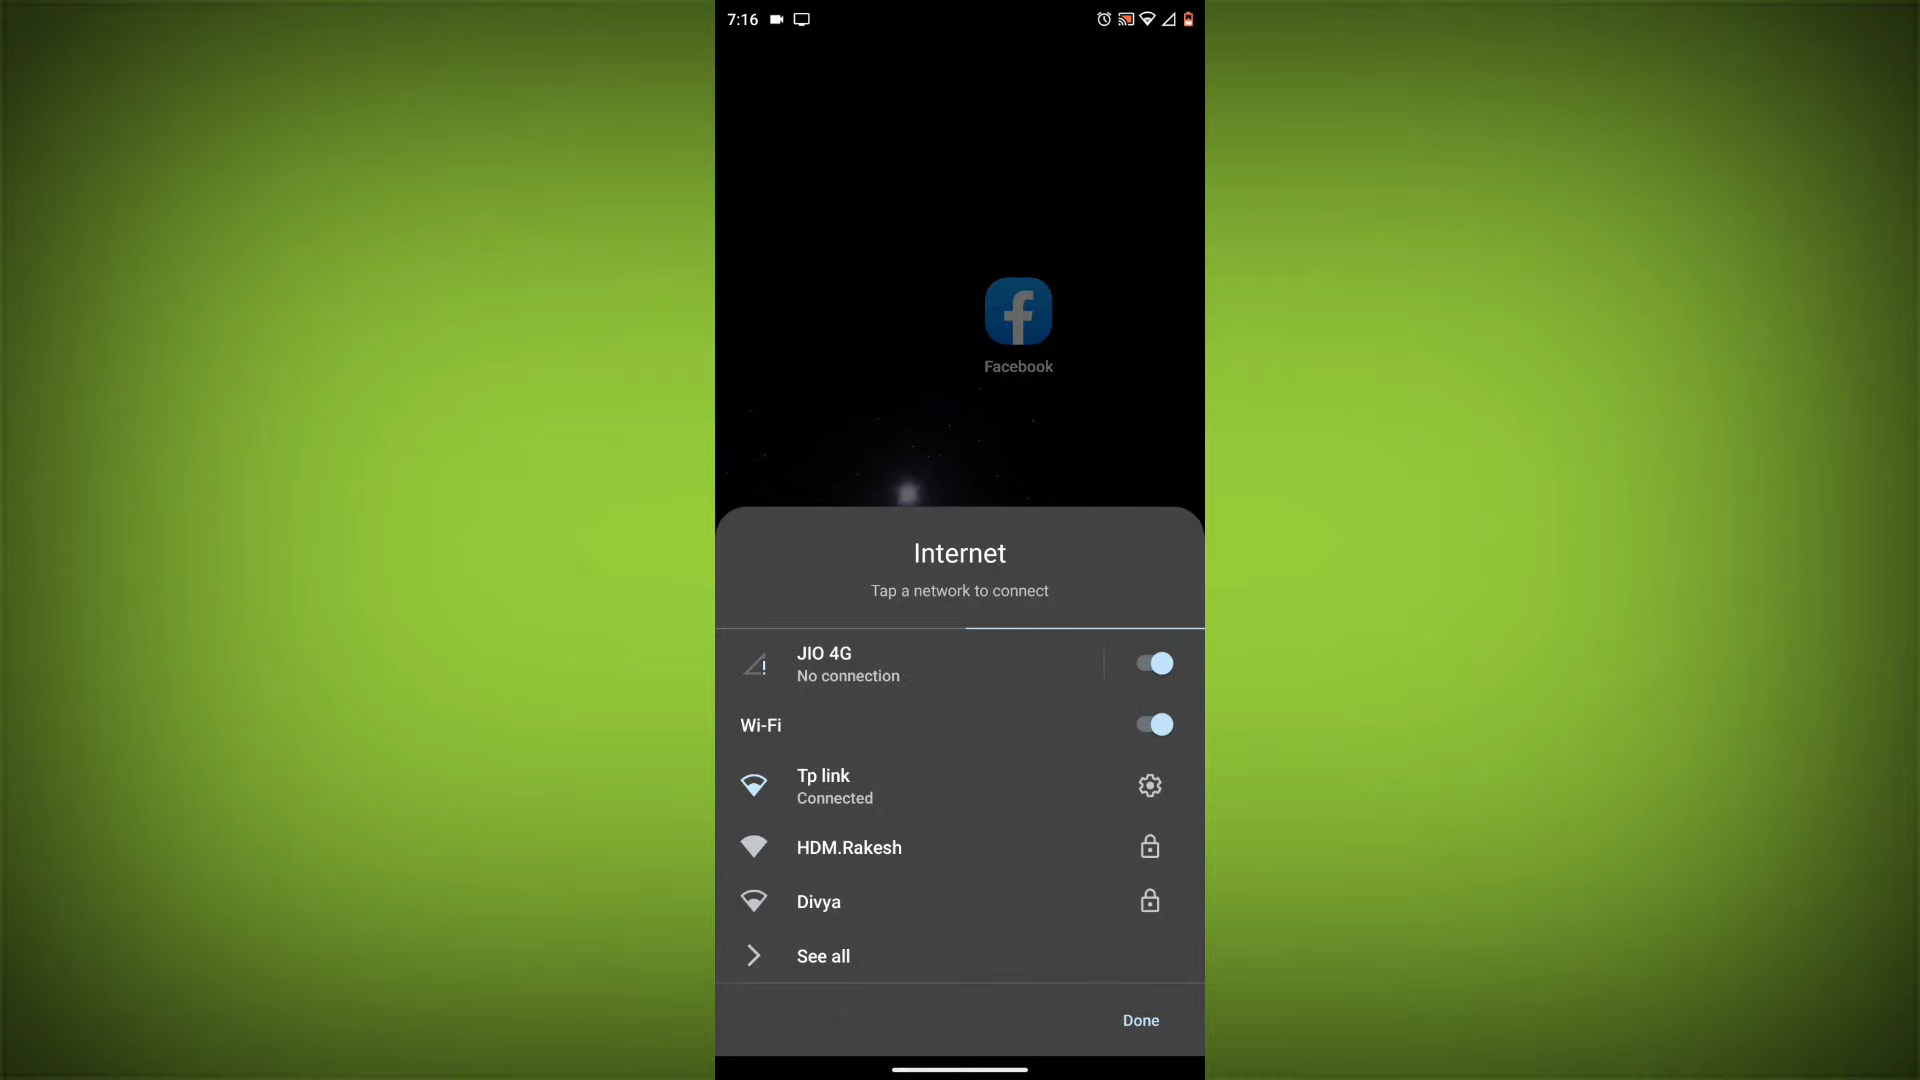 7:16
Facebook
Internet
Tap a network to connect
JIO 4G
No connection
Wi-Fi
Tp link
Connected
HDM.Rakesh
Divya
See all
Done